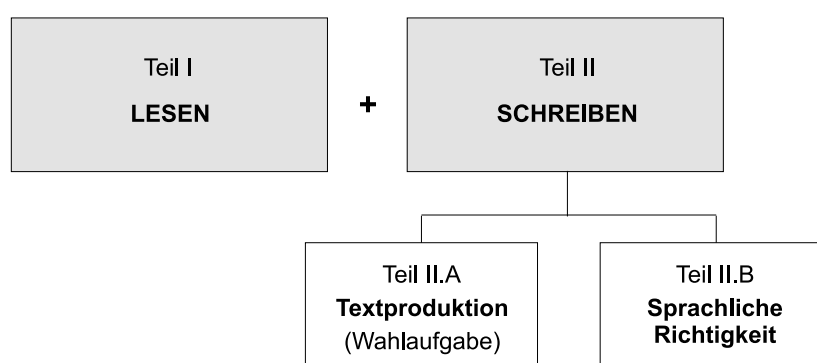 Teil I
LESEN
+
Teil II
SCHREIBEN
Teil II.A
Textproduktion
(Wahlaufgabe)
Teil II.B
Sprachliche
Richtigkeit